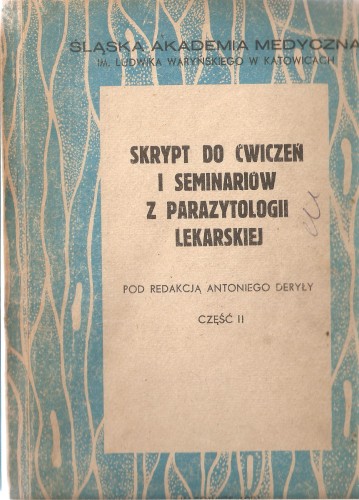 ŚLĄSKA AKADEMIA MEDYCZNA
IM. LUDWIKA WARYŃSKIEGO W KATOWICACH
SKRYPT DO ĆWICZEŃ
I SEMINARIÓW
Z PARAZYTOLOGII
LEKARSKIEJ
POD REDAKCJĄ ANTONIEGO DERYŁY
CZĘŚĆ II